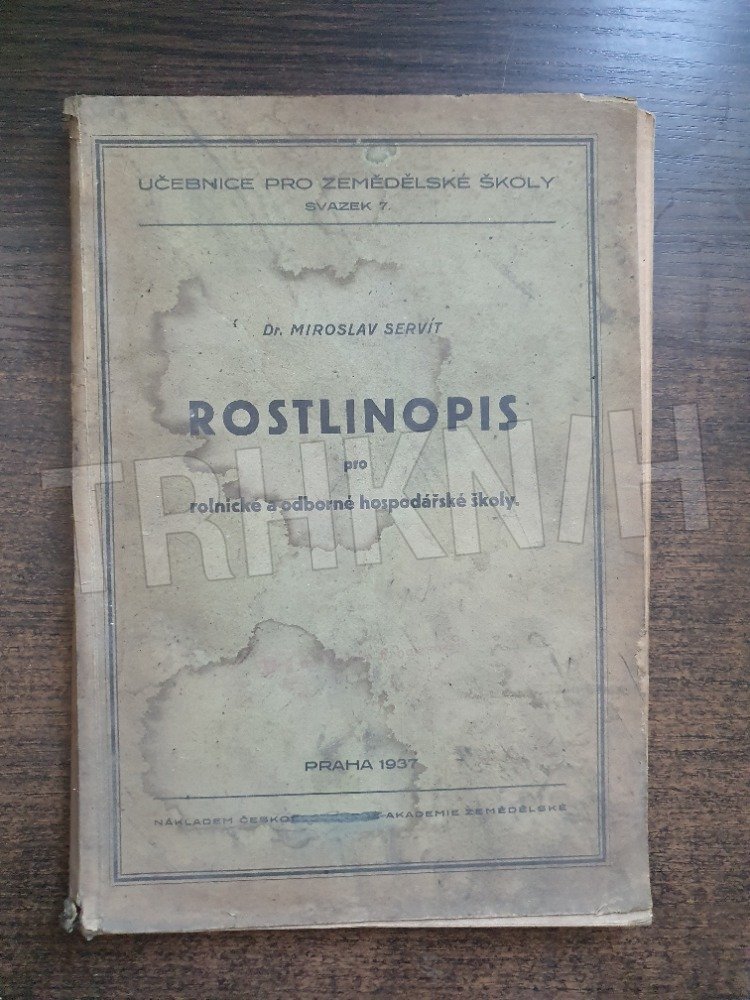 UČEBNICE PRO ZEMĚDĚLSKÉ ŠKOLY
SVAZEK 7.
Dr. MIROSLAV SERVÍT
ROSTLINOPIS
pro
rolnické a odborné hospodářské školy.
TRHKNIH
PRAHA 1937
NÁKLADEM ČESKO AKADEMIE ZEMĚDĚLSKÉ